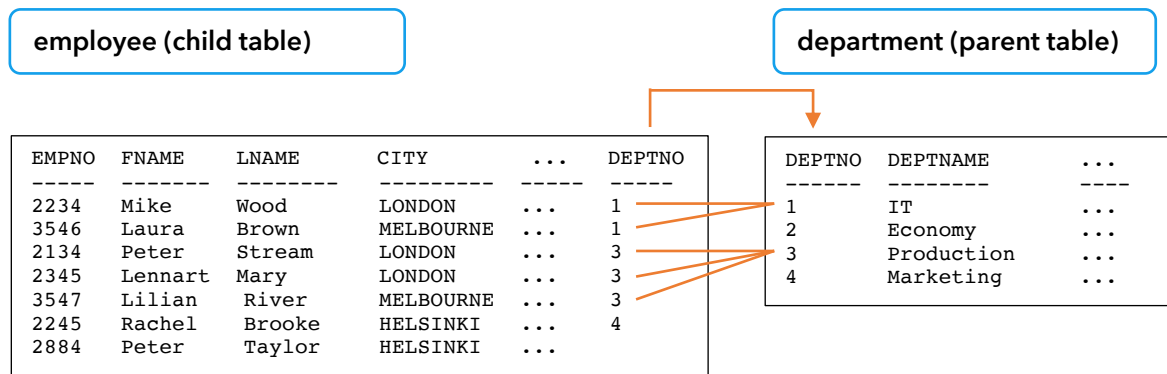 employee (child table)
department (parent table)
EMPNO FNAME LNAME CITY ... DEPTNO
----- ------- -------- --------- ----- -----
2234 Mike Wood LONDON ... 1
3546 Laura Brown MELBOURNE ... 1
2134 Peter Stream LONDON ... 3
2345 Lennart Mary LONDON ... 3
3547 Lilian River MELBOURNE ... 3
2245 Rachel Brooke HELSINKI ... 4
2884 Peter Taylor HELSINKI ...
DEPTNO DEPTNAME ...
------ -------- ----
1 IT ...
2 Economy ...
3 Production ...
4 Marketing ...